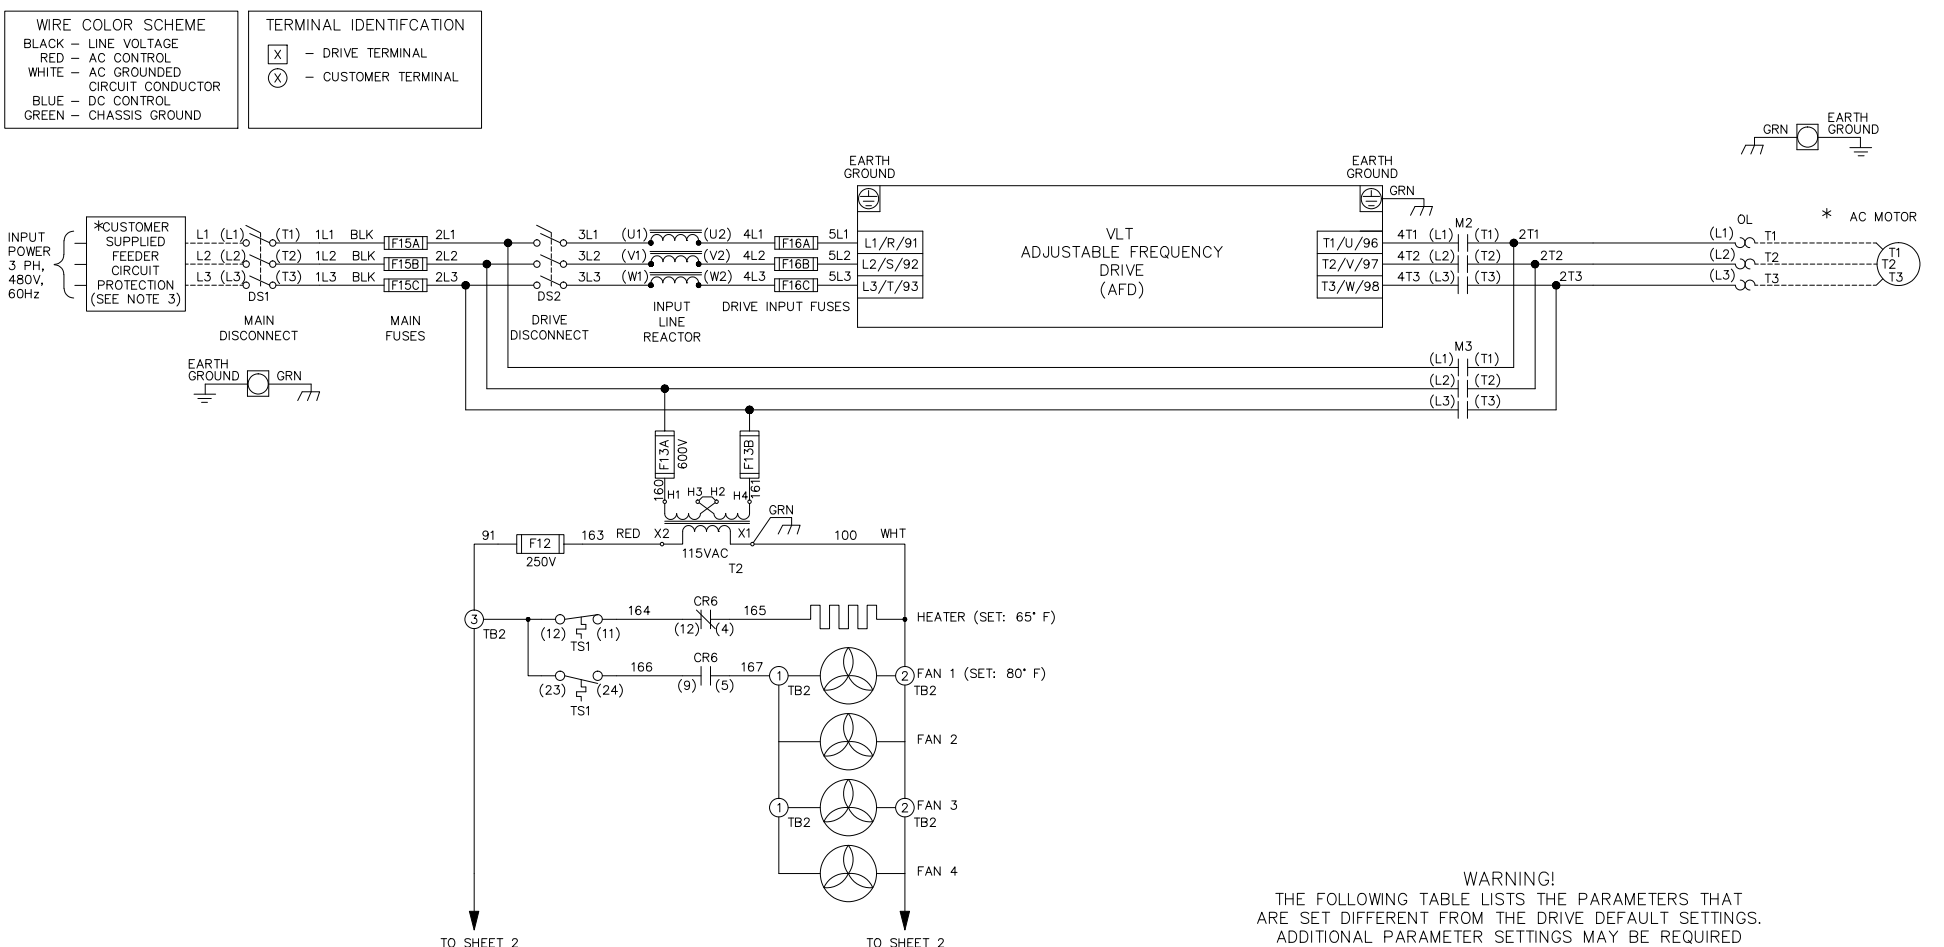 WIRE COLOR SCHEME
BLACK – LINE VOLTAGE
RED – AC CONTROL
WHITE – AC GROUNDED
CIRCUIT CONDUCTOR
BLUE – DC CONTROL
GREEN – CHASSIS GROUND
TERMINAL IDENTIFCATION
X – DRIVE TERMINAL
X – CUSTOMER TERMINAL
INPUT
POWER
3 PH,
480V,
60Hz
*CUSTOMER
SUPPLIED
FEEDER
CIRCUIT
PROTECTION
(SEE NOTE 3)
L1 (L1) (T1) 1L1 BLK F15A 2L1
L2 (L2) (T2) 1L2 BLK F15B 2L2
L3 (L3) (T3) 1L3 BLK F15C 2L3
DS1
MAIN
DISCONNECT
MAIN
FUSES
3L1 (U1) (U2) 4L1 F16A 5L1
3L2 (V1) (V2) 4L2 F16B 5L2
3L3 (W1) (W2) 4L3 F16C 5L3
DS2
DRIVE
DISCONNECT
INPUT
LINE
REACTOR
DRIVE INPUT FUSES
EARTH
GROUND
L1/R/91
L2/S/92
L3/T/93
VLT
ADJUSTABLE FREQUENCY
DRIVE
(AFD)
EARTH
GROUND
GRN
T1/U/96
T2/V/97
T3/W/98
M2
4T1 (L1) (T1) 2T1
4T2 (L2) (T2) 2T2
4T3 (L3) (T3) 2T3
GRN
EARTH
GROUND
OL
(L1) T1
(L2) T2
(L3) T3
* AC MOTOR
T1
T2
T3
M3
(L1) (T1)
(L2) (T2)
(L3) (T3)
EARTH
GROUND
GRN
F13A
600V
F13B
160
H1 H3 H2 H4
161
GRN
91 F12 163 RED X2 X1 100 WHT
250V
115VAC
T2
3
TB2
(12) (11)
TS1
164
CR6
(12) (4)
165
HEATER (SET: 65° F)
(23) (24)
TS1
166
CR6
(9) (5)
167
1
TB2
2
TB2
FAN 1 (SET: 80° F)
FAN 2
1
TB2
2
TB2
FAN 3
FAN 4
TO SHEET 2
TO SHEET 2
WARNING!
THE FOLLOWING TABLE LISTS THE PARAMETERS THAT
ARE SET DIFFERENT FROM THE DRIVE DEFAULT SETTINGS.
ADDITIONAL PARAMETER SETTINGS MAY BE REQUIRED